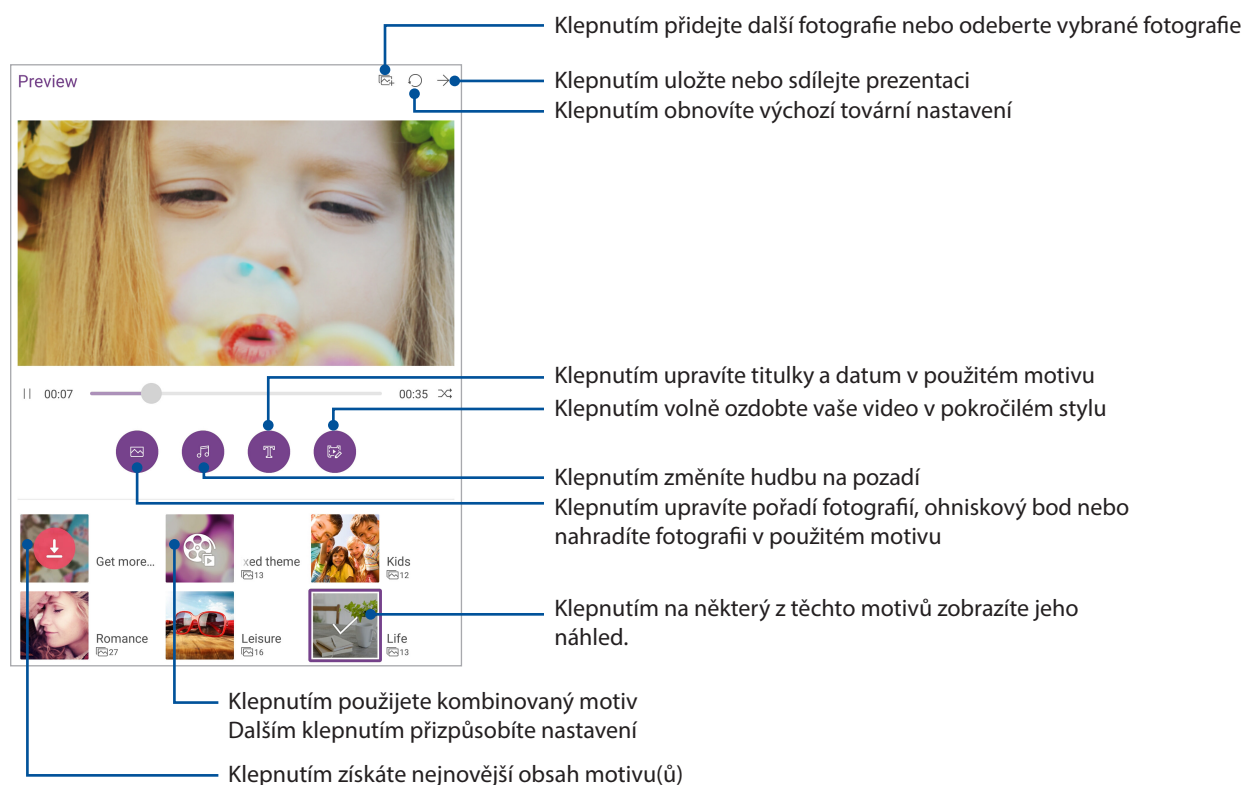 Klepnutím přidejte další fotografie nebo odeberte vybrané fotografie
Preview
Klepnutím uložte nebo sdílejte prezentaci
Klepnutím obnovíte výchozí tovární nastavení
Klepnutím upravíte titulky a datum v použitém motivu
00:07
00:35
Klepnutím volně ozdobte vaše video v pokročilém stylu
T
Klepnutím změníte hudbu na pozadí
Klepnutím upravíte pořadí fotografií, ohniskový bod nebo
nahradíte fotografii v použitém motivu
Get more...
xed theme
13
Kids
12
Klepnutím na některý z těchto motivů zobrazíte jeho
náhled.
Romance
27
Leisure
16
Life
13
Klepnutím použijete kombinovaný motiv
Dalším klepnutím přizpůsobíte nastavení
Klepnutím získáte nejnovější obsah motivu(ů)